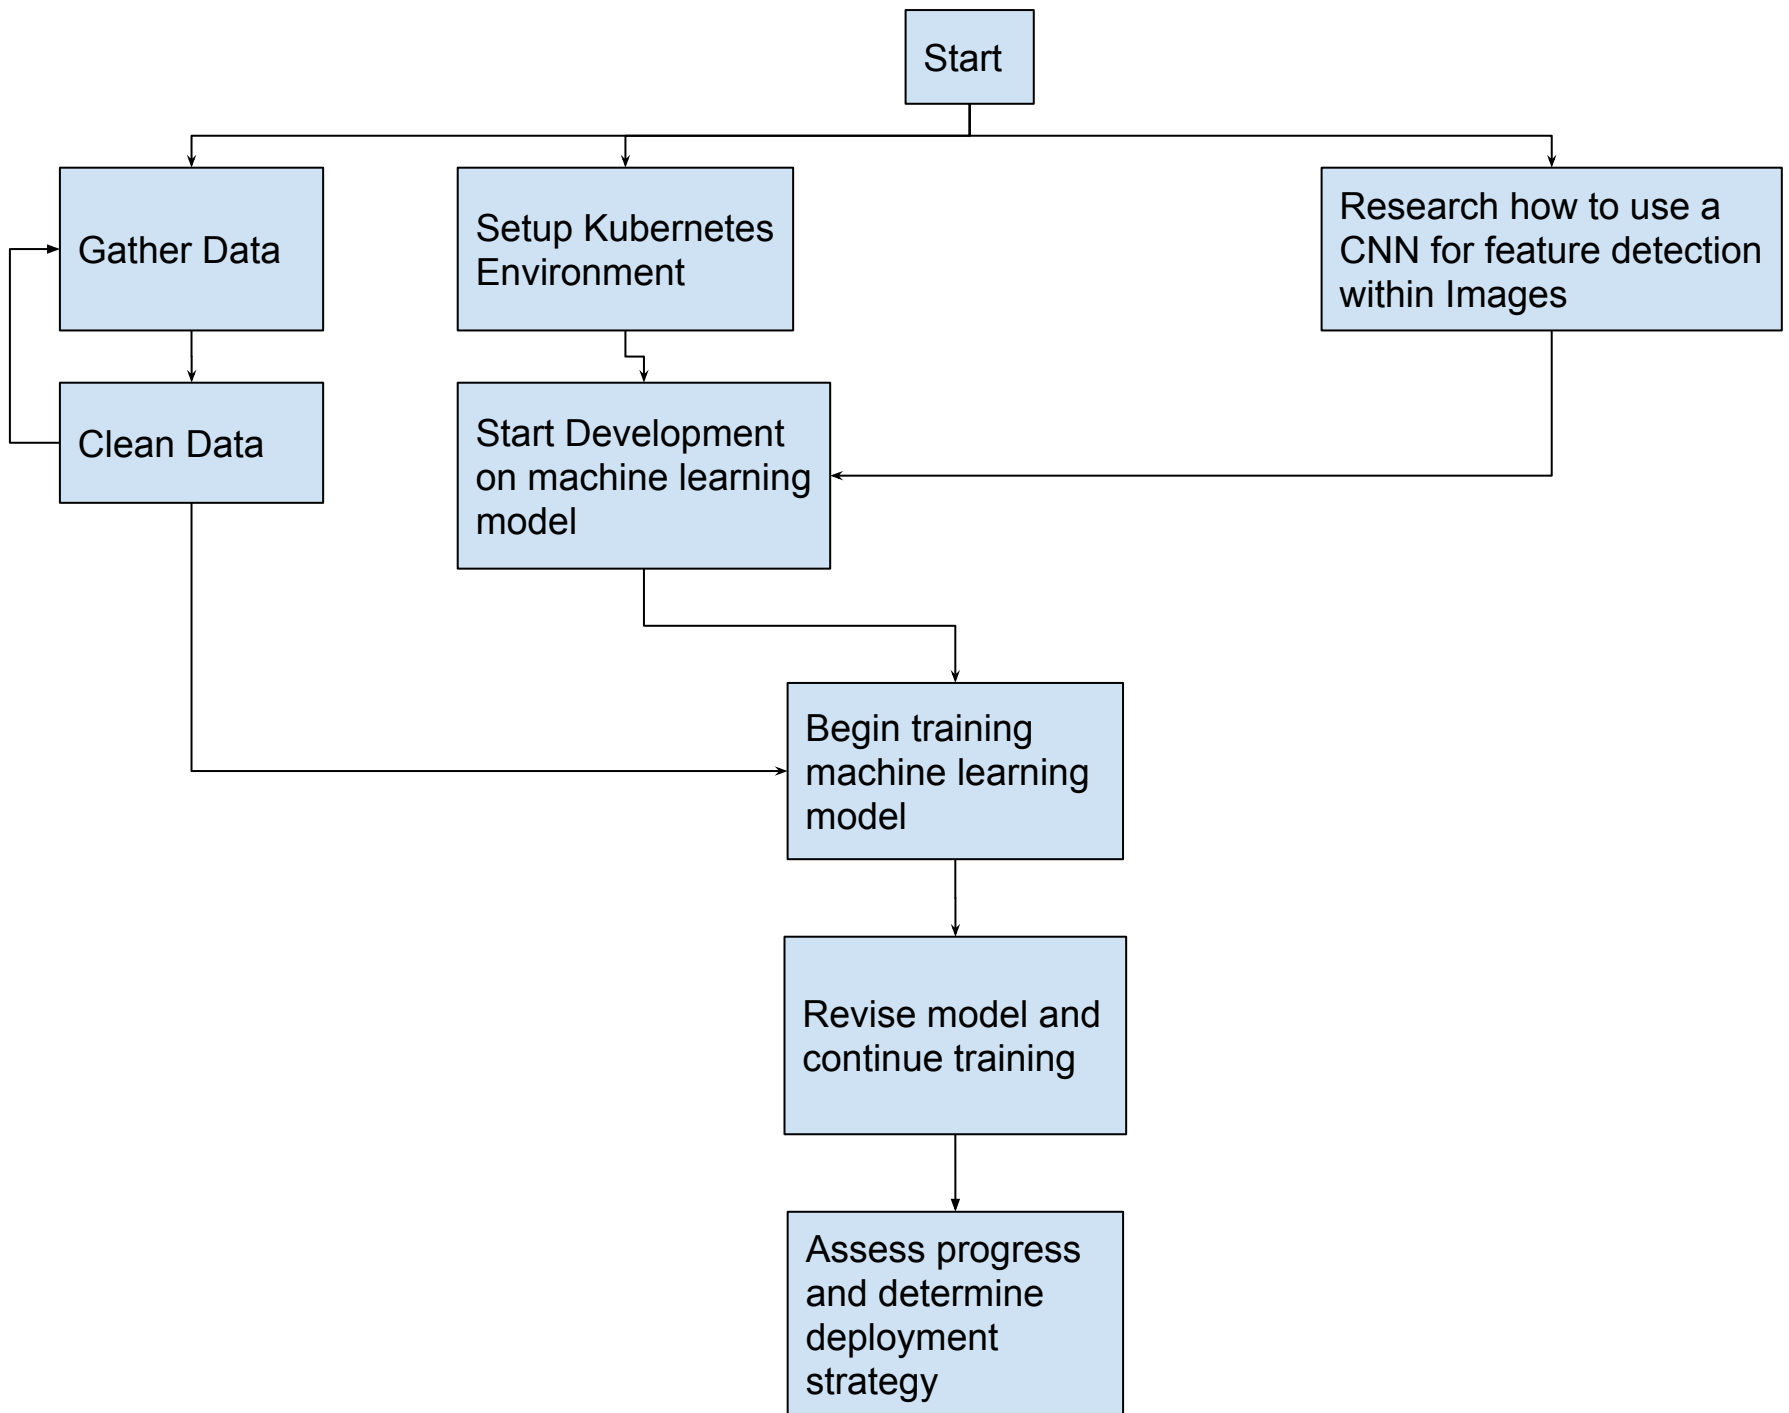 Start
Gather Data
Setup Kubernetes
Environment
Research how to use a
CNN for feature detection
within Images
Clean Data
Start Development
on machine learning
model
Begin training
machine learning
model
Revise model and
continue training
Assess progress
and determine
deployment
strategy